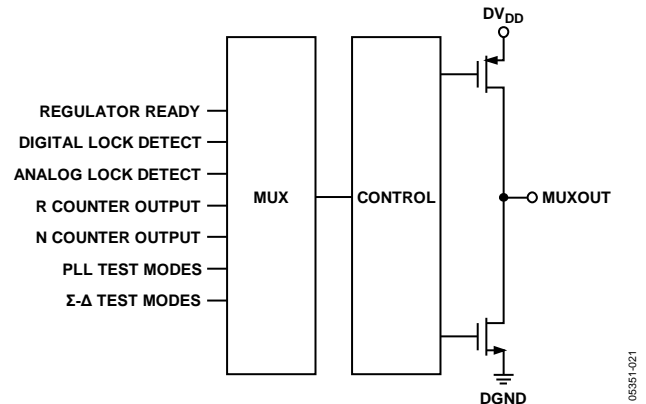 DVDD
REGULATOR READY
DIGITAL LOCK DETECT
ANALOG LOCK DETECT
R COUNTER OUTPUT
N COUNTER OUTPUT
PLL TEST MODES
Σ-Δ TEST MODES
MUX
CONTROL
MUXOUT
DGND
05351-021